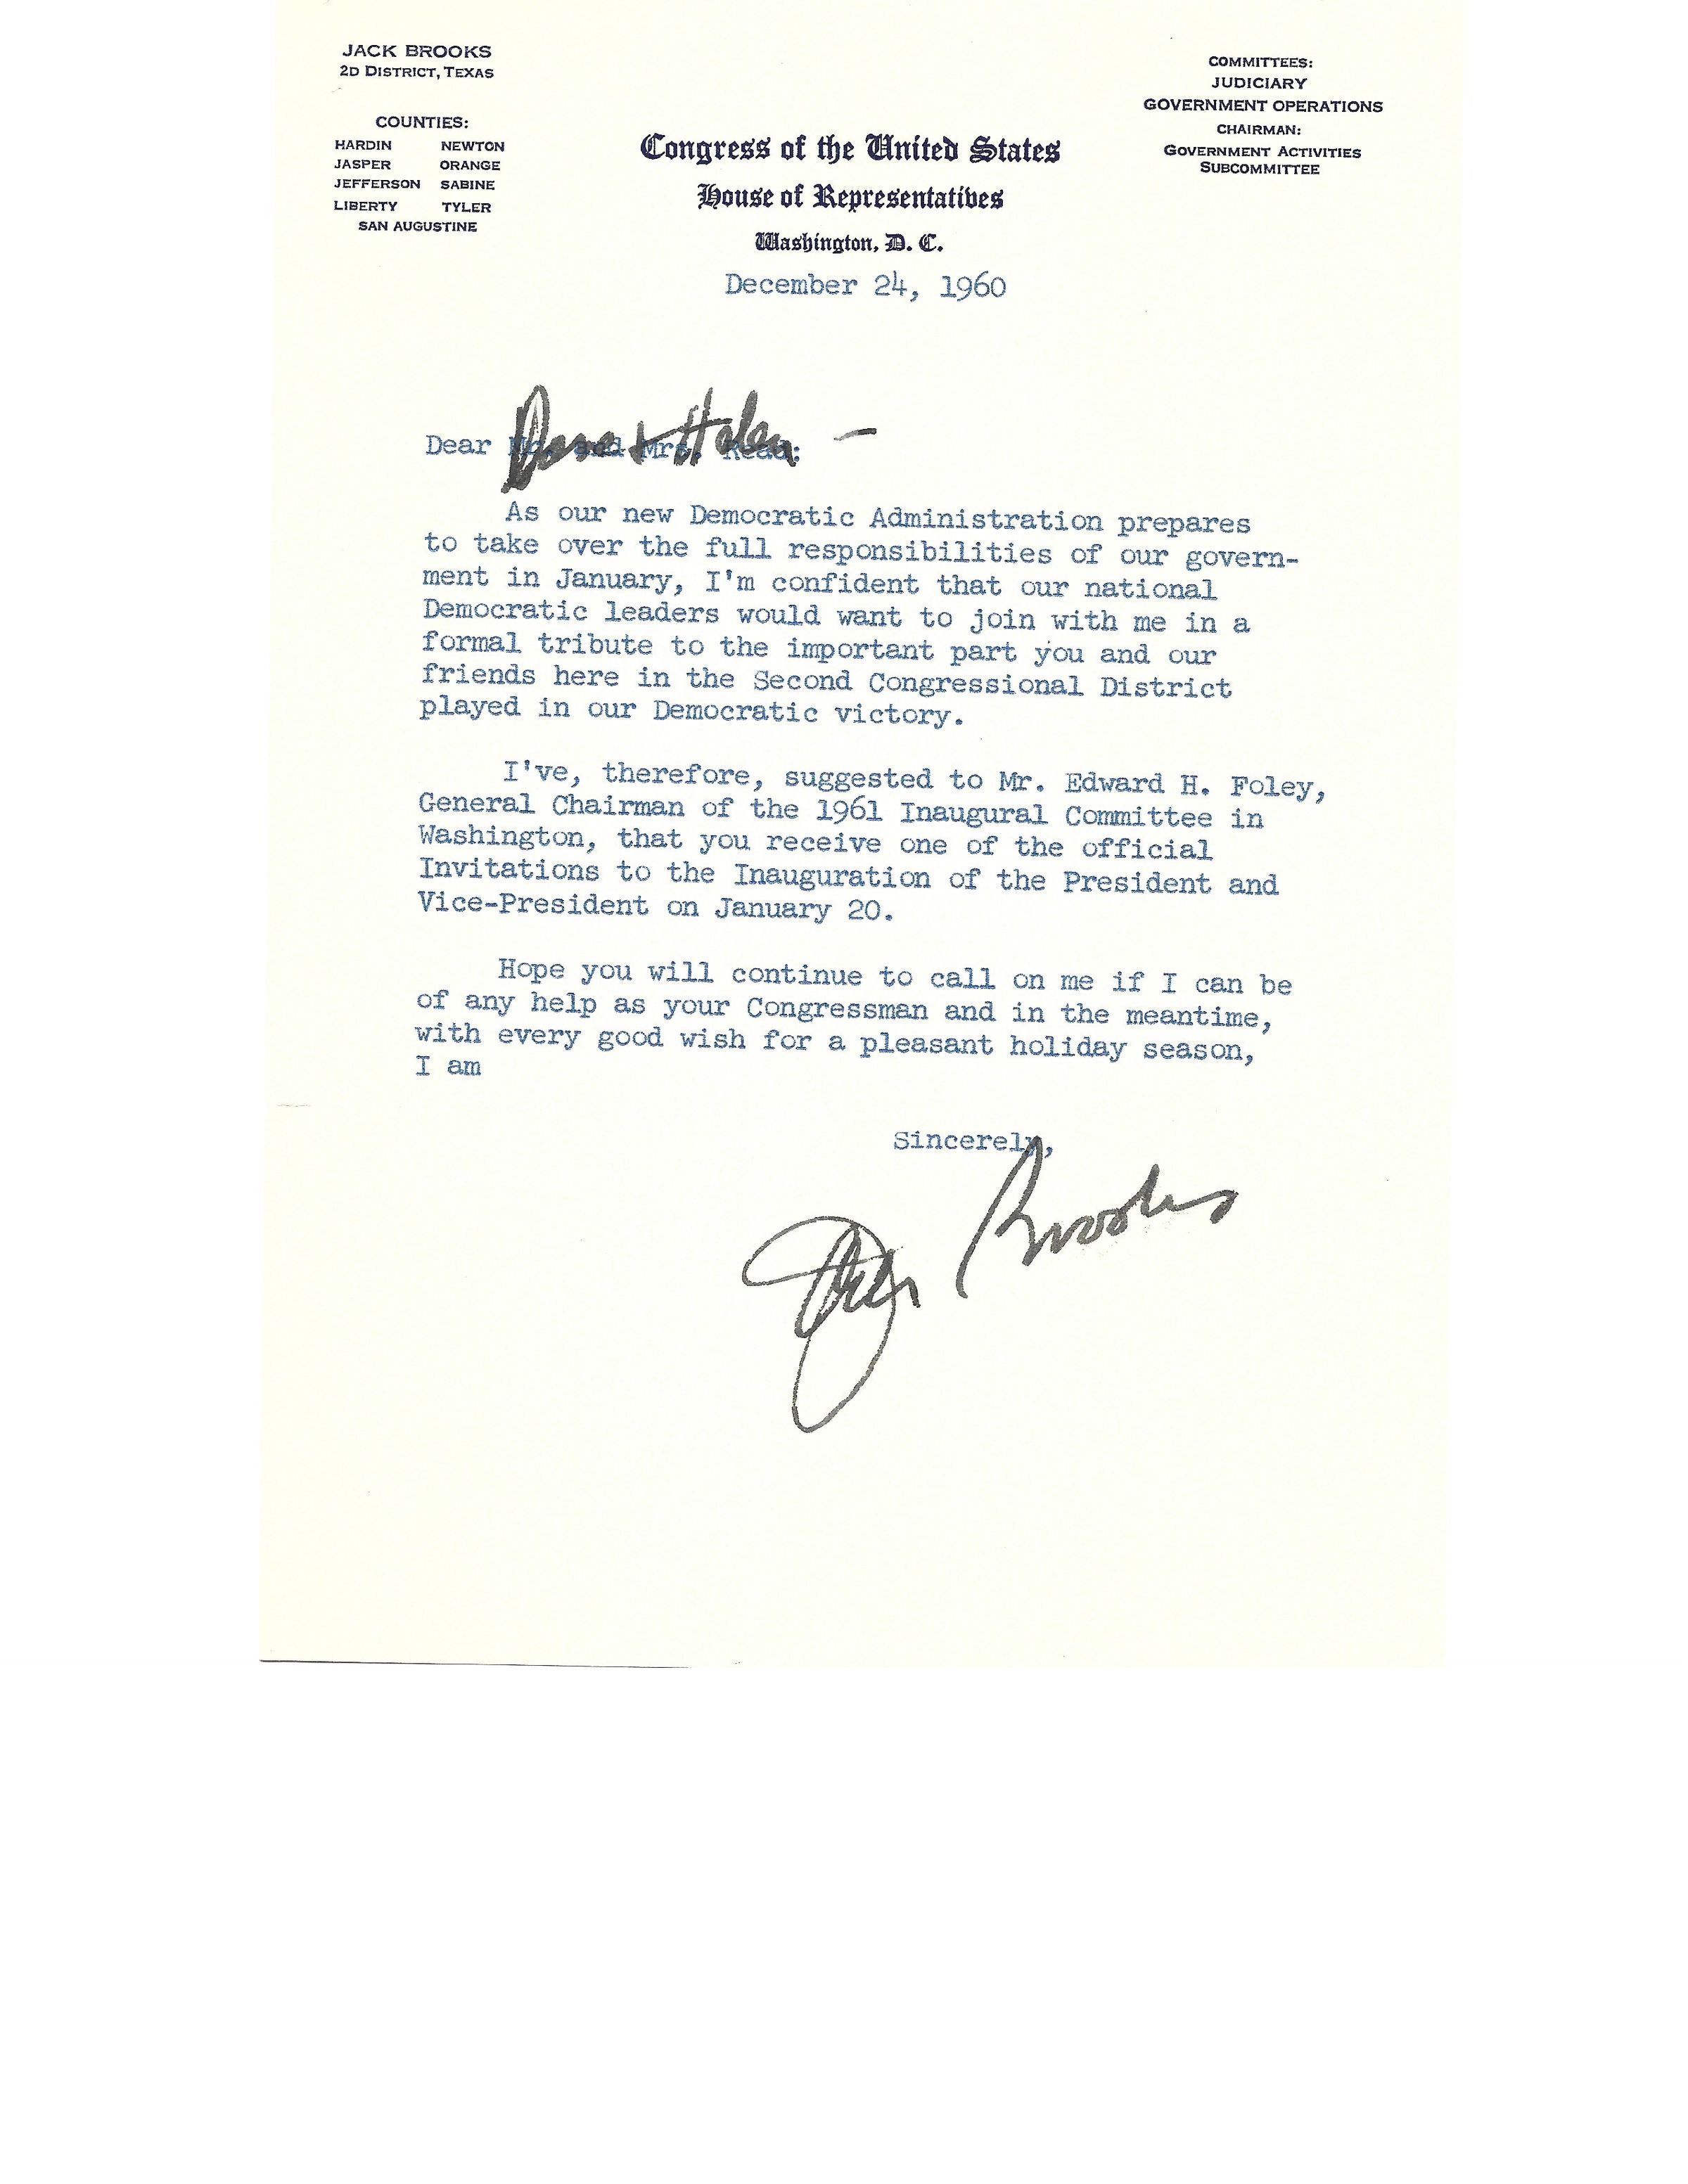 JACK BROOKS
2D DISTRICT, TEXAS
COUNTIES:
HARDIN NEWTON
JASPER ORANGE
JEFFERSON SABINE
LIBERTY TYLER
SAN AUGUSTINE
COMMITTEES:
JUDICIARY
GOVERNMENT OPERATIONS
CHAIRMAN:
GOVERNMENT ACTIVITIES
SUBCOMMITTEE
Congress of the United States
House of Representatives
Washington, D. C.
December 24, 1960
+ Helen –
Dear Mr. and Mrs. Read:
As our new Democratic Administration prepares
to take over the full responsibilities of our govern-
ment in January, I'm confident that our national
Democratic leaders would want to join with me in a
formal tribute to the important part you and our
friends here in the Second Congressional District
played in our Democratic victory.
I've, therefore, suggested to Mr. Edward H. Foley,
General Chairman of the 1961 Inaugural Committee in
Washington, that you receive one of the official
Invitations to the Inauguration of the President and
Vice-President on January 20.
Hope you will continue to call on me if I can be
of any help as your Congressman and in the meantime,
with every good wish for a pleasant holiday season,
I am
Sincerely,
Jack Brooks